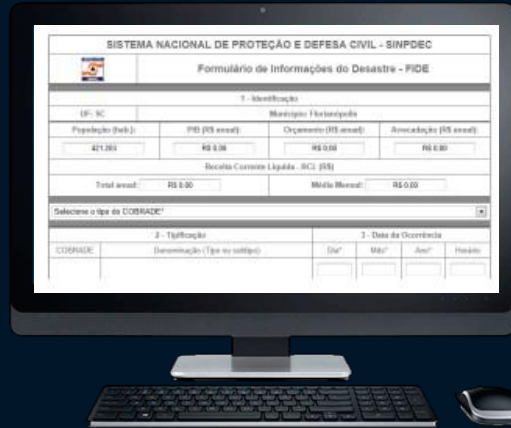 SISTEMA NACIONAL DE PROTEÇÃO E DEFESA CIVIL - SINPDEC
Formulário de Informações do Desastre - FIDE
1 - Identificação
UF: SC Município: Florianópolis
População (hab.): PIB (R$ anual): Orçamento (R$ anual): Arrecadação (R$ anual):
421.203 R$ 0,00 R$ 0,00 R$ 0,00
Receita Corrente Líquida - RCL (R$)
Total anual: R$ 0,00 Média Mensal: R$ 0,00
Selecione o tipo do COBRADE*
2 - Tipificação 3 - Data da Ocorrência
COBRADE Denominação (Tipo ou subtipo) Dia* Mês* Ano* Horário